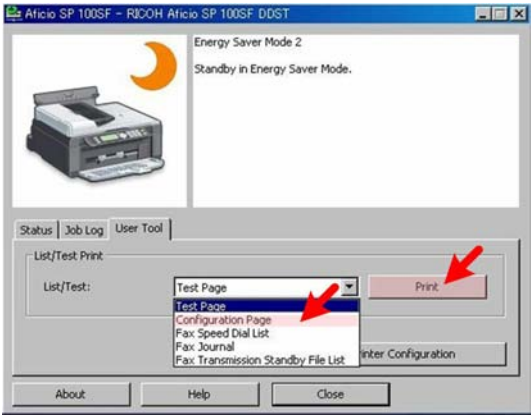 Aficio SP 100SF - RICOH Aficio SP 100SF DDST
Energy Saver Mode 2
Standby in Energy Saver Mode.
Status Job Log User Tool
List/Test Print
List/Test: Test Page Print
Test Page
Configuration Page
Fax Speed Dial List
Fax Journal
Fax Transmission Standby File List
Configuration
About Help Close